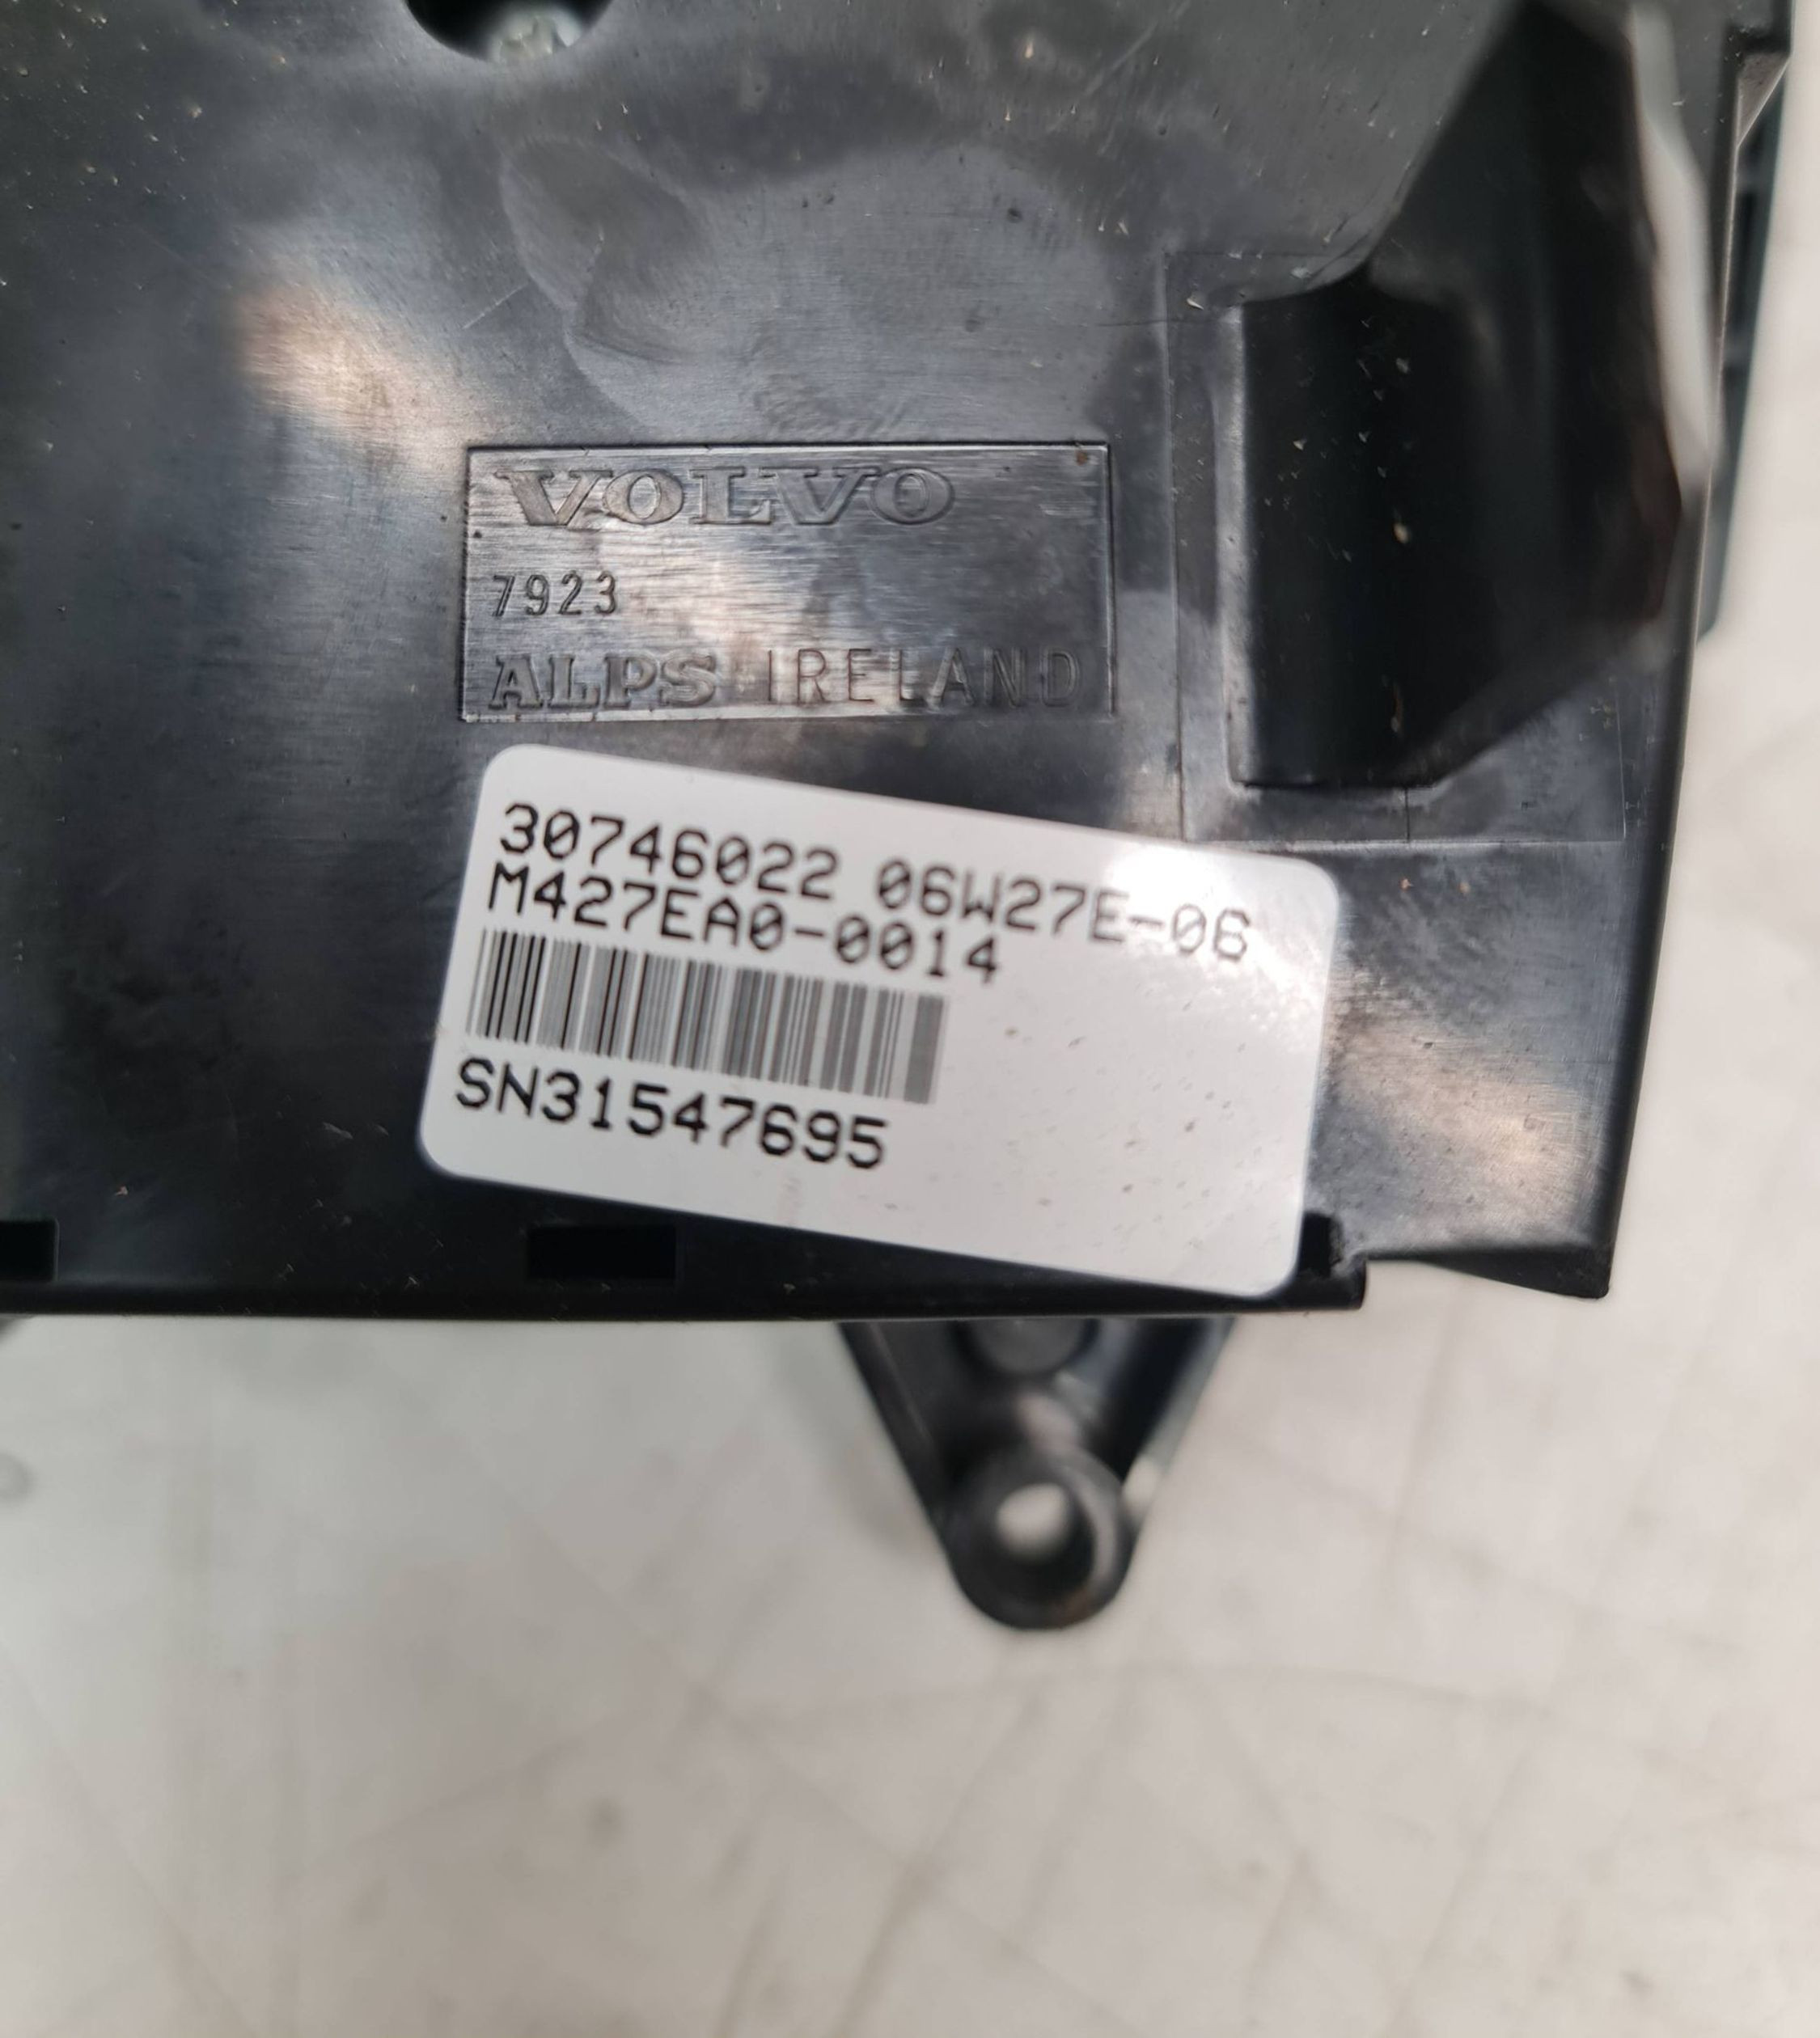 VOLVO
7923
ALPS IRELAND
30746022 06W27E-06
M427EA0-0014
SN31547695